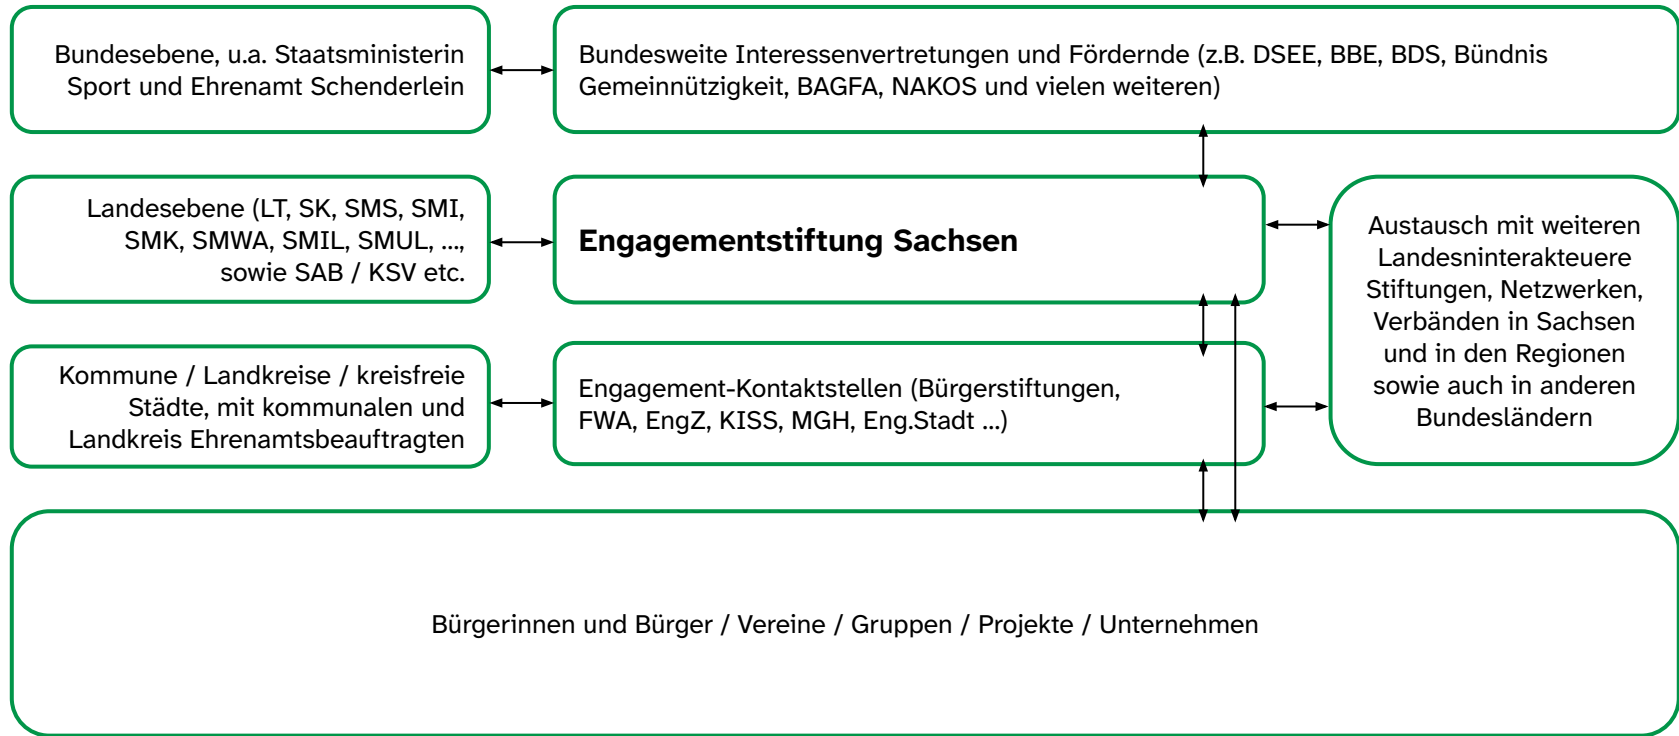 Bundesebene, u.a. Staatsministerin
Sport und Ehrenamt Schenderlein
Bundesweite Interessenvertretungen und Fördernde (z.B. DSEE, BBE, BDS, Bündnis
Gemeinnützigkeit, BAGFA, NAKOS und vielen weiteren)
Landesebene (LT, SK, SMS, SMI,
SMK, SMWA, SMIL, SMUL, ...,
sowie SAB / KSV etc.
Engagementstiftung Sachsen
Austausch mit weiteren
Landesninterakteuere
Stiftungen, Netzwerken,
Verbänden in Sachsen
und in den Regionen
sowie auch in anderen
Bundesländern
Kommune / Landkreise / kreisfreie
Städte, mit kommunalen und
Landkreis Ehrenamtsbeauftragten
Engagement-Kontaktstellen (Bürgerstiftungen,
FWA, EngZ, KISS, MGH, Eng.Stadt ...)
Bürgerinnen und Bürger / Vereine / Gruppen / Projekte / Unternehmen